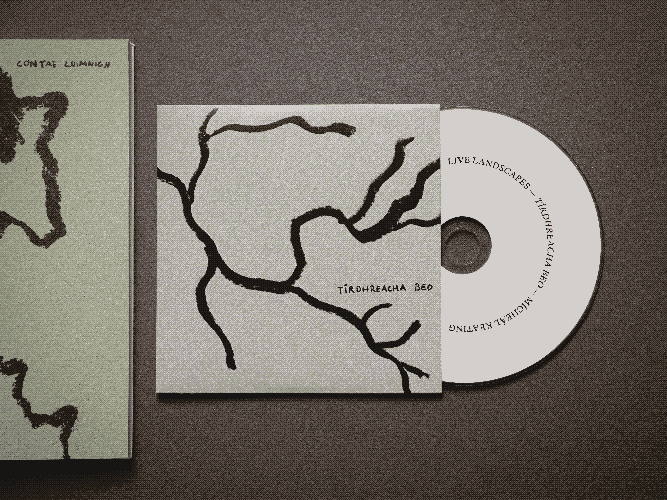 CONTAE LUIMNIGH
TÍRDHREACHA BEO
LIVE LANDSCAPES — TÍRDHREACHA BEO — MÍCHEÁL KEATING